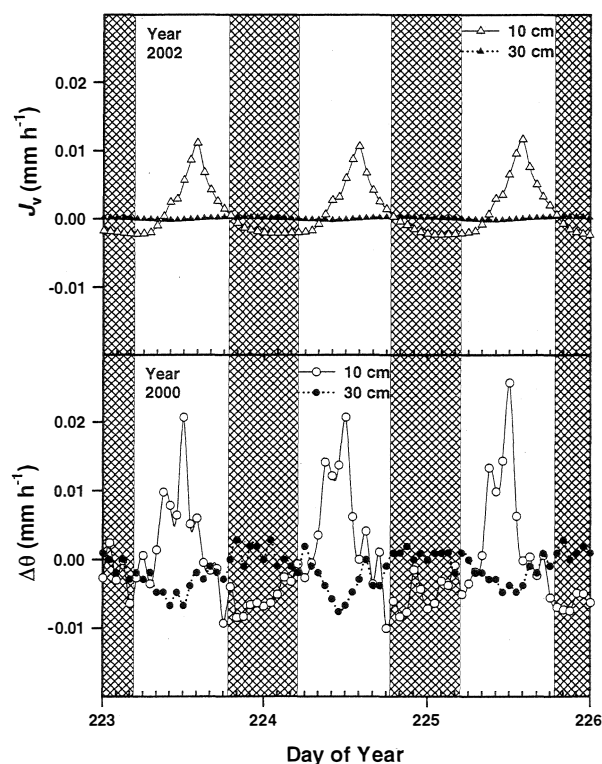 Year
2002
10 cm
30 cm
0.02
0.01
0.00
-0.01
Jv (mm h-1)
Year
2000
10 cm
30 cm
0.02
0.01
0.00
-0.01
Δθ (mm h-1)
223
224
225
226
Day of Year